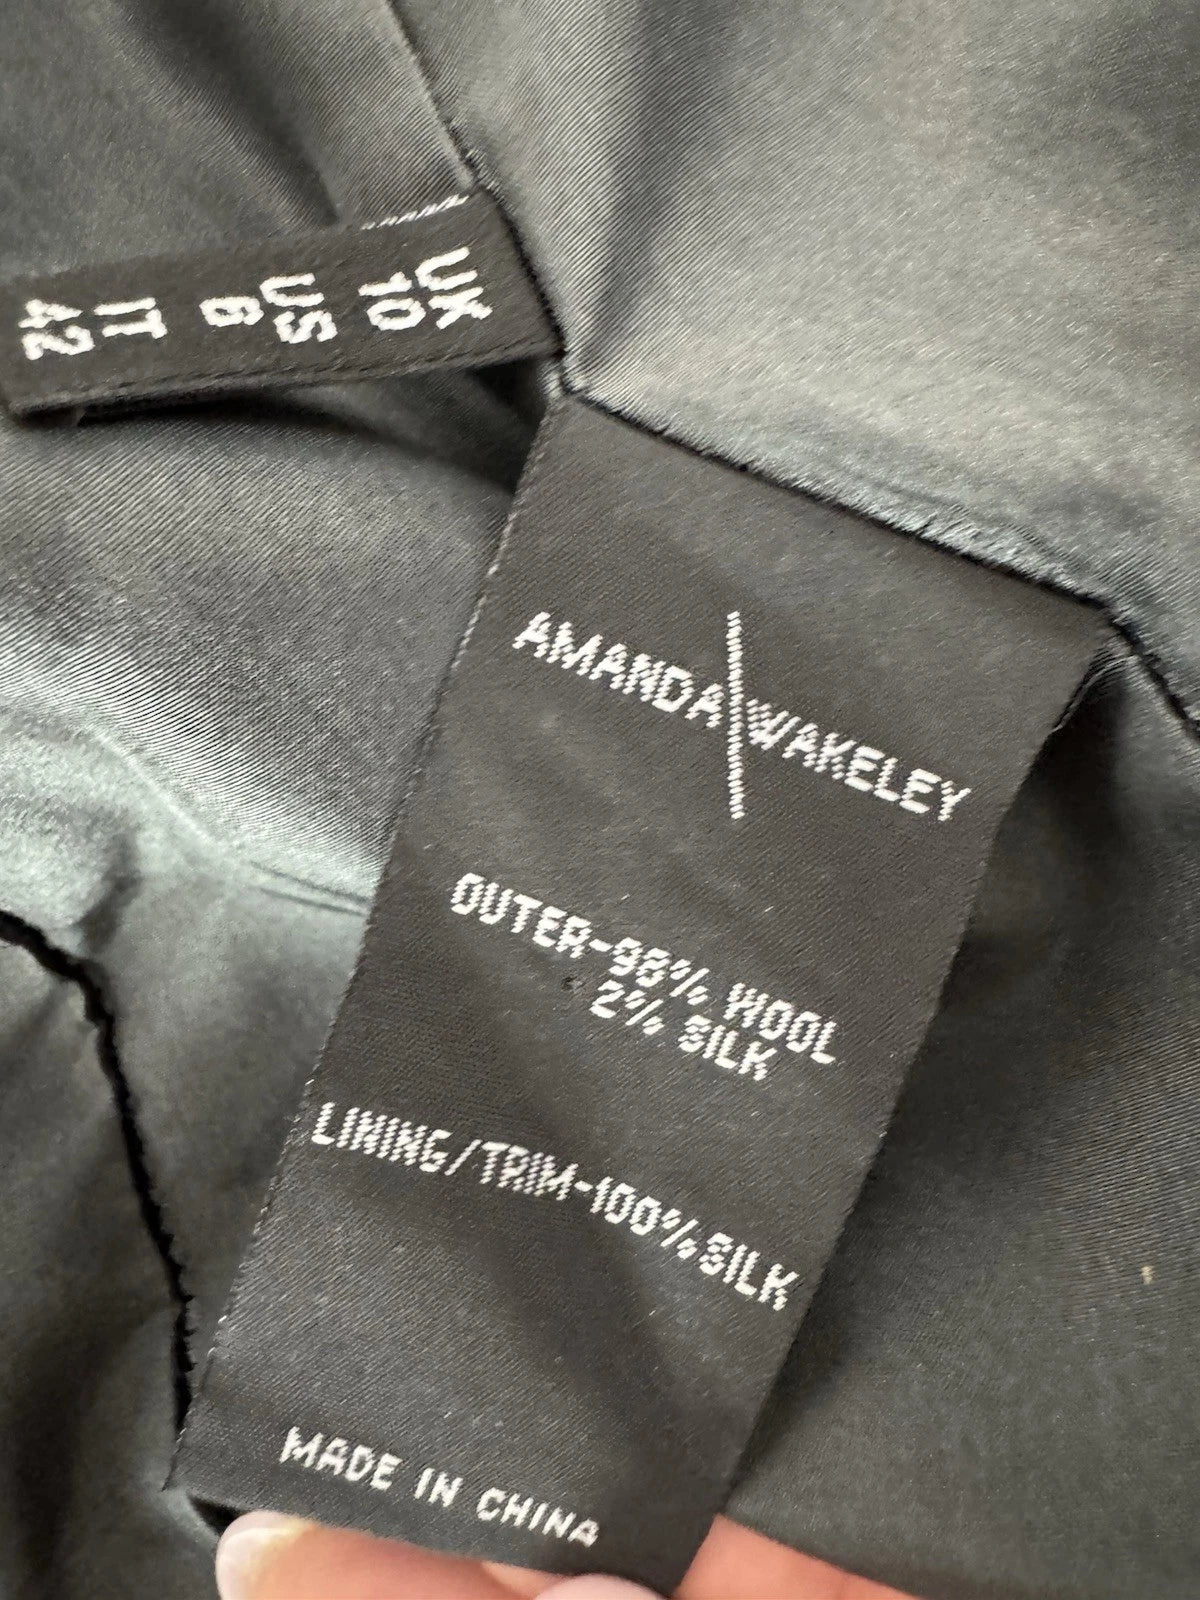 UK
10
US
6
IT
42
AMANDA WAKELEY
OUTER-98% WOOL
2% SILK
LINING/TRIM-100%SILK
MADE IN CHINA